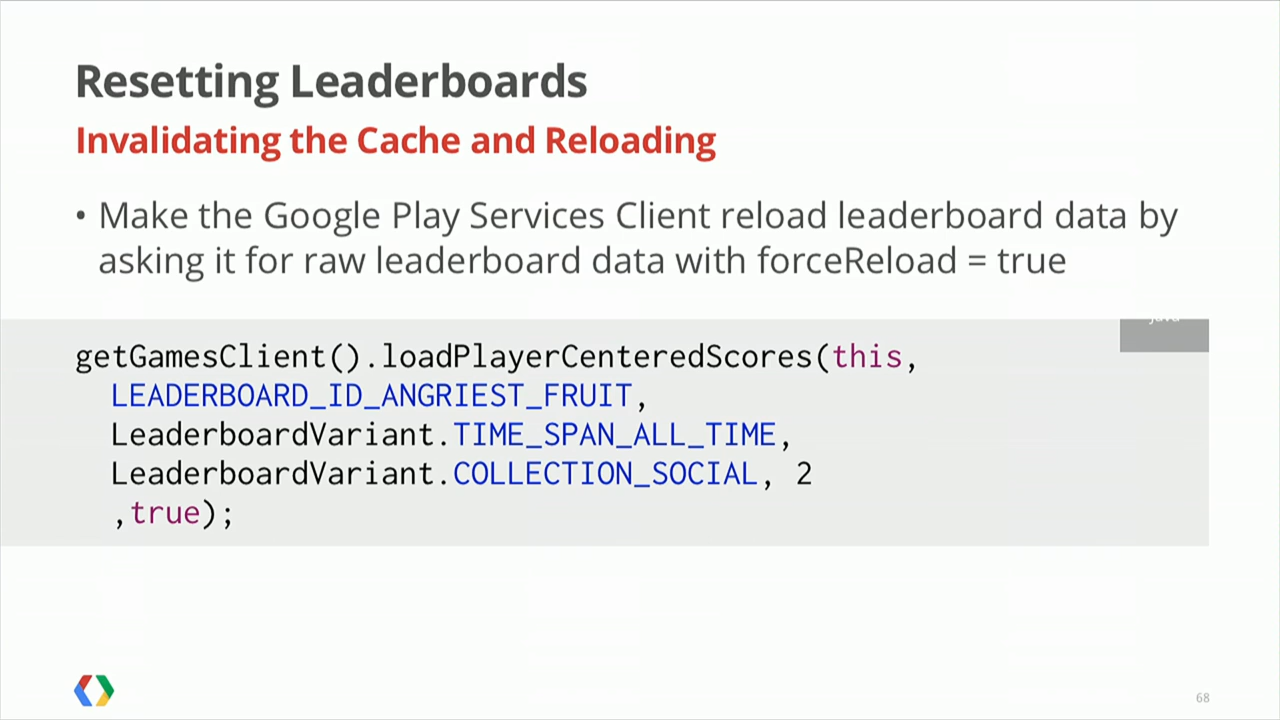 Resetting Leaderboards
Invalidating the Cache and Reloading
• Make the Google Play Services Client reload leaderboard data by
asking it for raw leaderboard data with forceReload = true
Java
getGamesClient().loadPlayerCenteredScores(this,
LEADERBOARD_ID_ANGRIEST_FRUIT,
LeaderboardVariant.TIME_SPAN_ALL_TIME,
LeaderboardVariant.COLLECTION_SOCIAL, 2
,true);
68